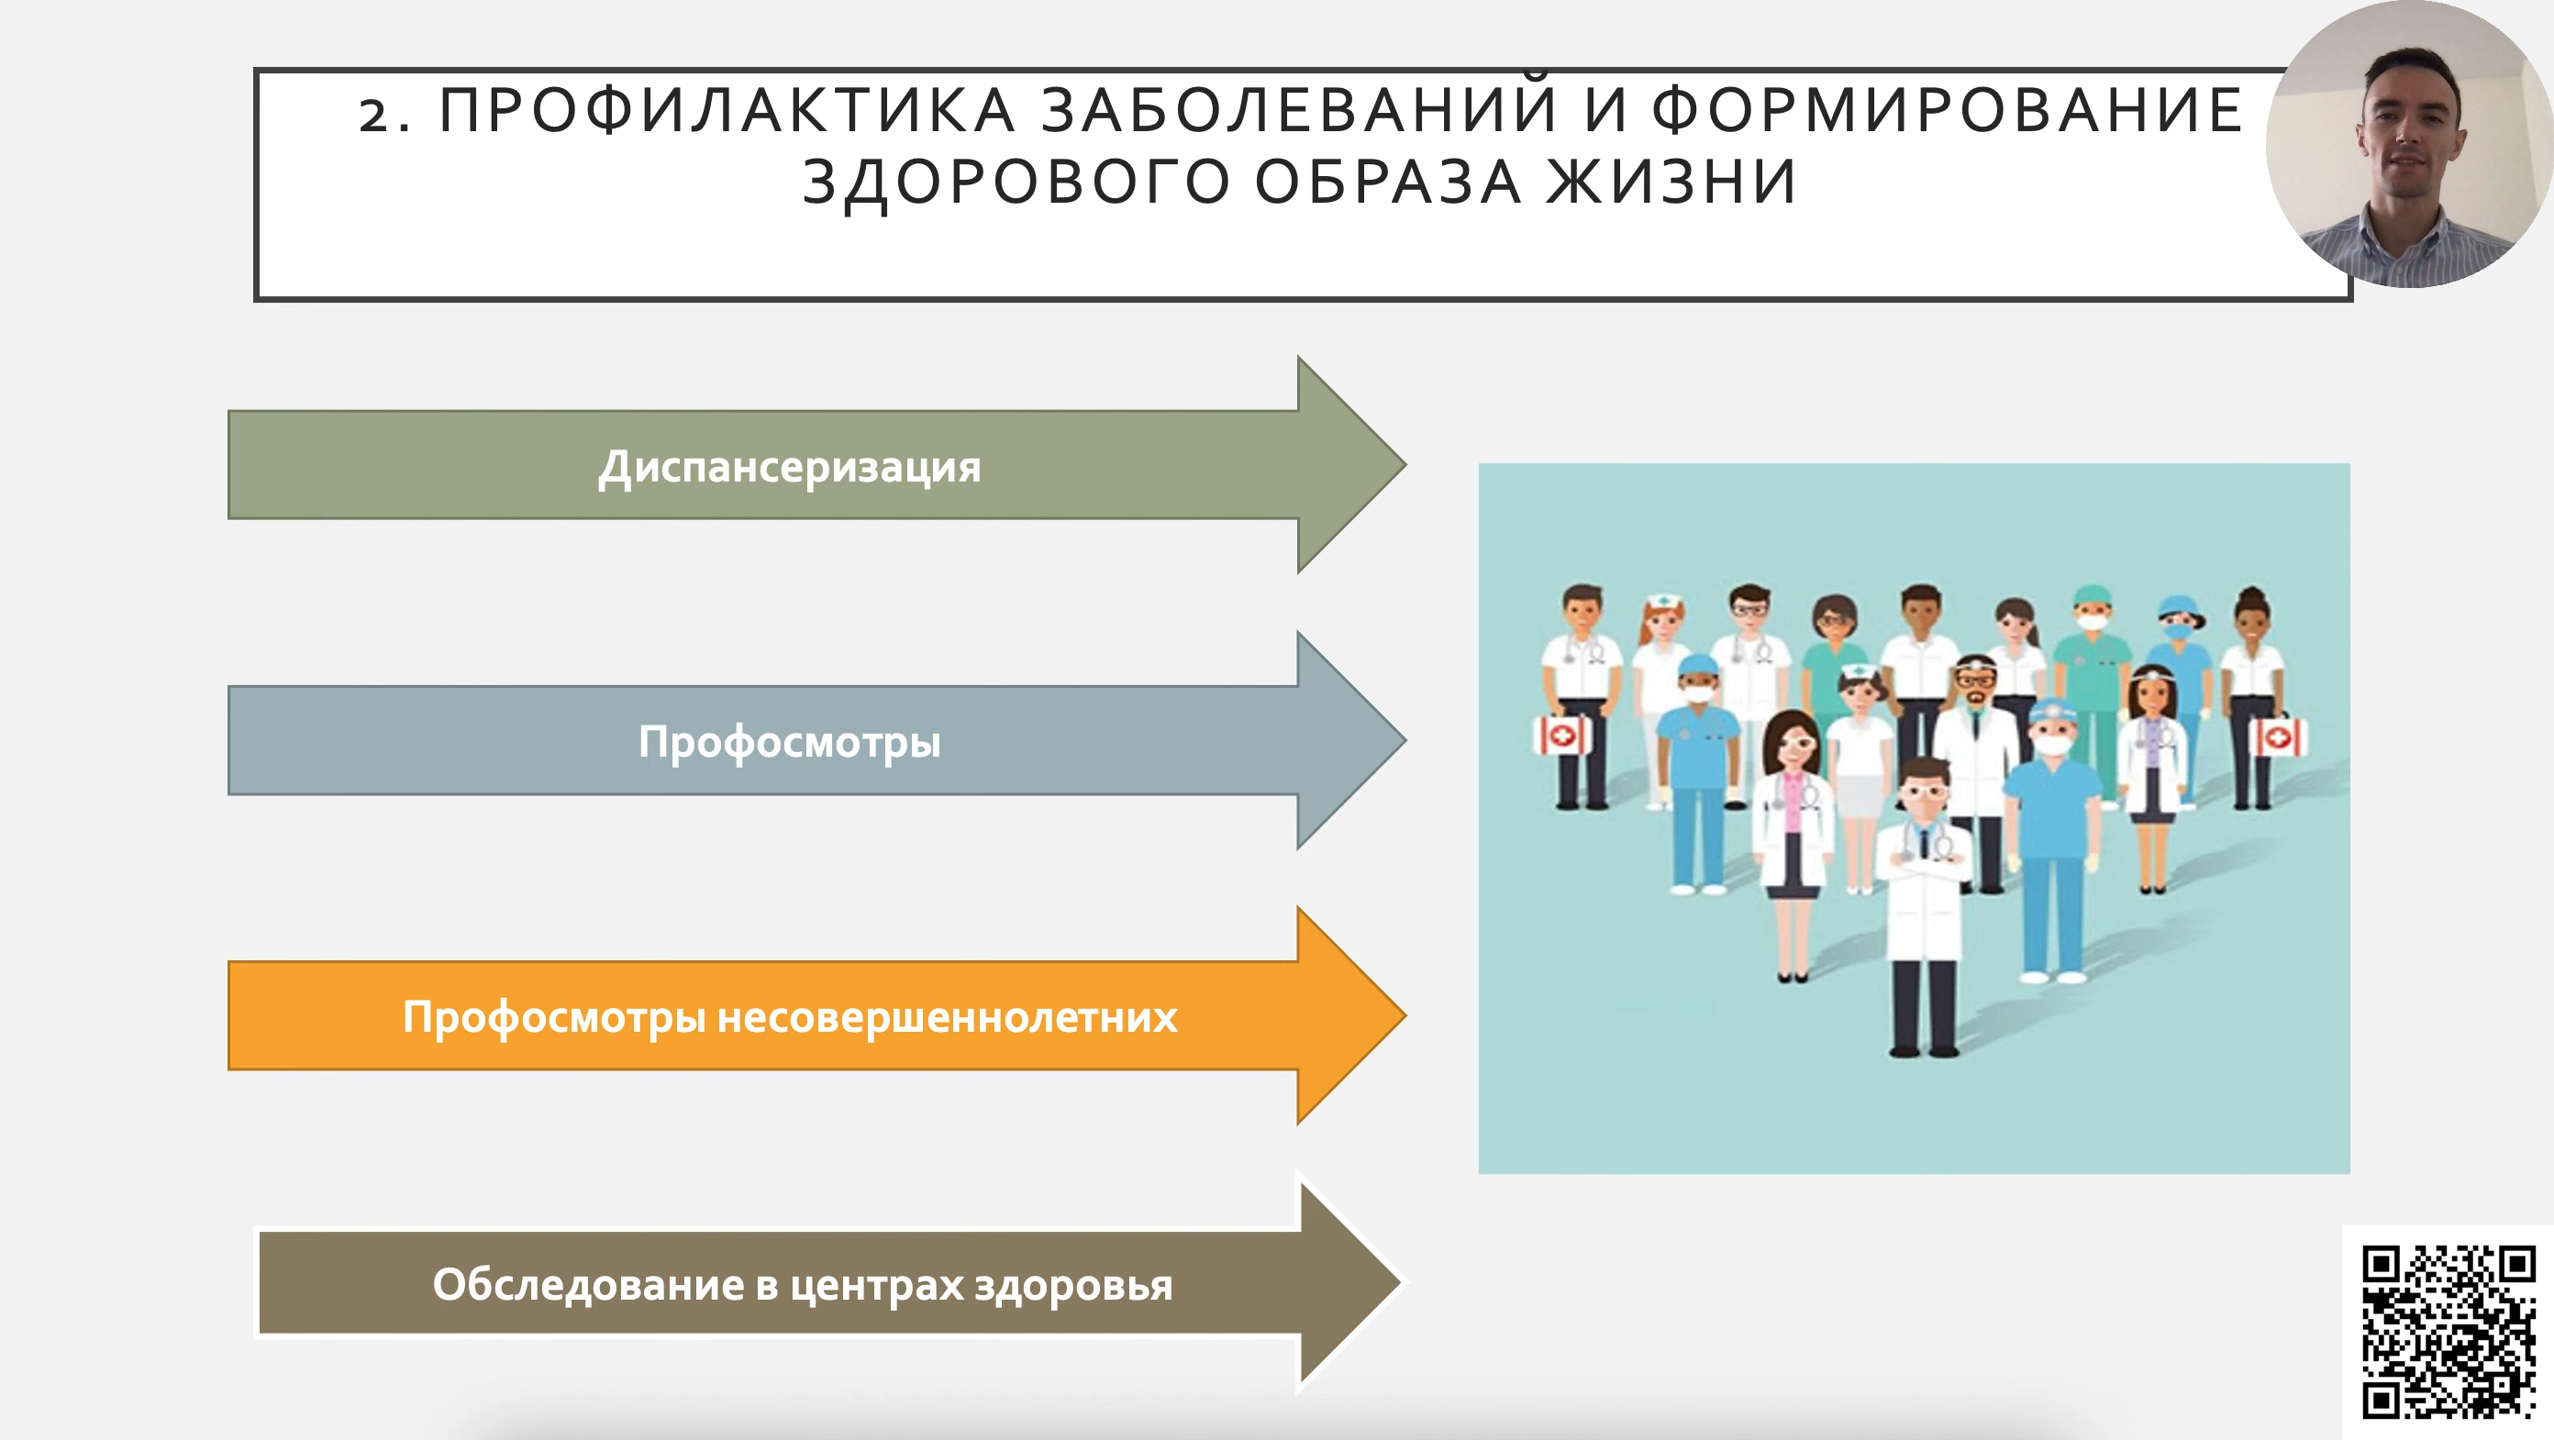 2. ПРОФИЛАКТИКА ЗАБОЛЕВАНИЙ И ФОРМИРОВАНИЕ
ЗДОРОВОГО ОБРАЗА ЖИЗНИ
Диспансеризация
Профосмотры
Профосмотры несовершеннолетних
Обследование в центрах здоровья